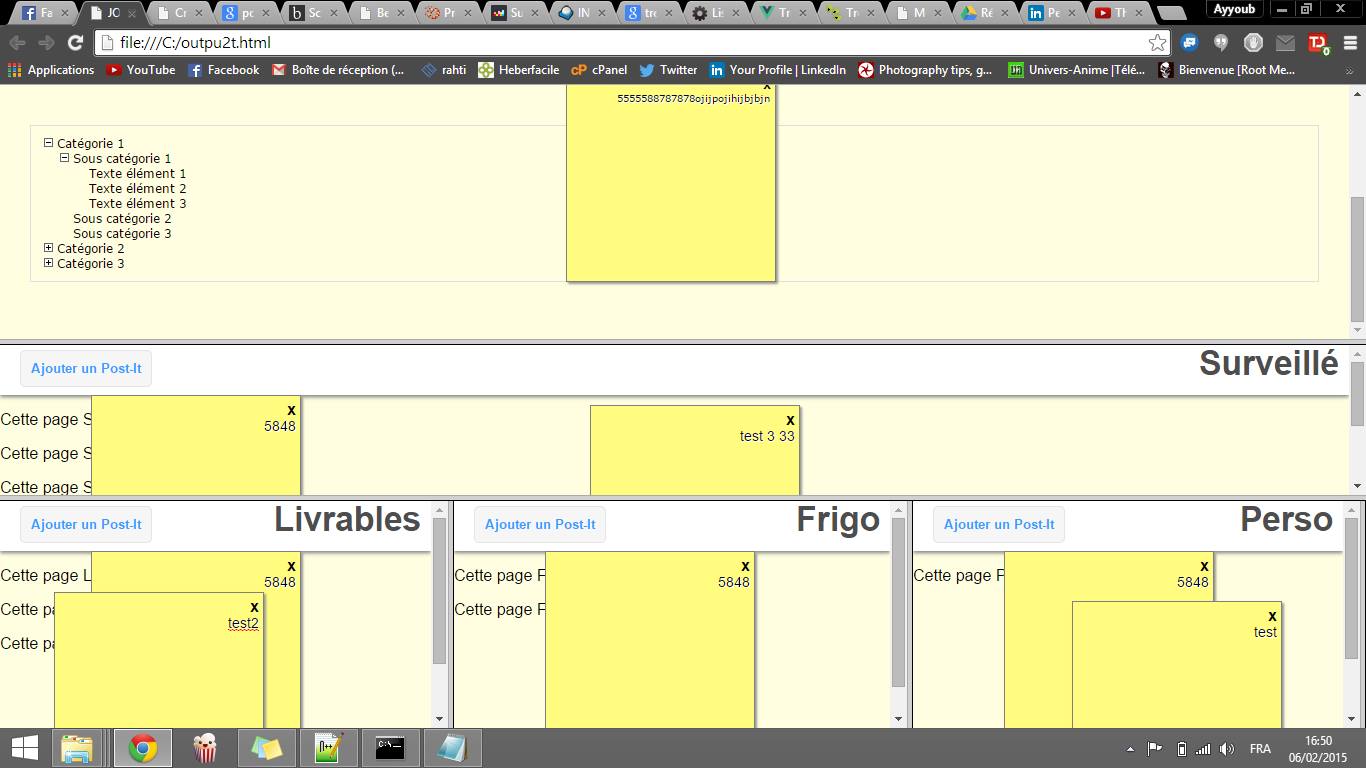 Fa
JO
Cr
po
So
Be
Pr
Su
IN
tre
Lis
Tr
Tre
M
Ré
Pe
Th
Ayyoub
file:///C:/outpu2t.html
Applications YouTube Facebook Boîte de réception (... rahti Heberfacile cPanel Twitter Your Profile | LinkedIn Photography tips, g... Univers-Anime |Télé... Bienvenue [Root Me... »
x
5555588787878ojijpojihijbjbjn
Catégorie 1
Sous catégorie 1
Texte élément 1
Texte élément 2
Texte élément 3
Sous catégorie 2
Sous catégorie 3
Catégorie 2
Catégorie 3
Ajouter un Post-It Surveillé
Cette page S
Cette page S
Cette page S
x
5848
x
test 3 33
Ajouter un Post-It Livrables
Cette page L
Cette pa
Cette pa
x
5848
x
test2
Ajouter un Post-It Frigo
Cette page F
Cette page F
x
5848
Ajouter un Post-It Perso
Cette page P
x
5848
x
test
FRA
16:50
06/02/2015